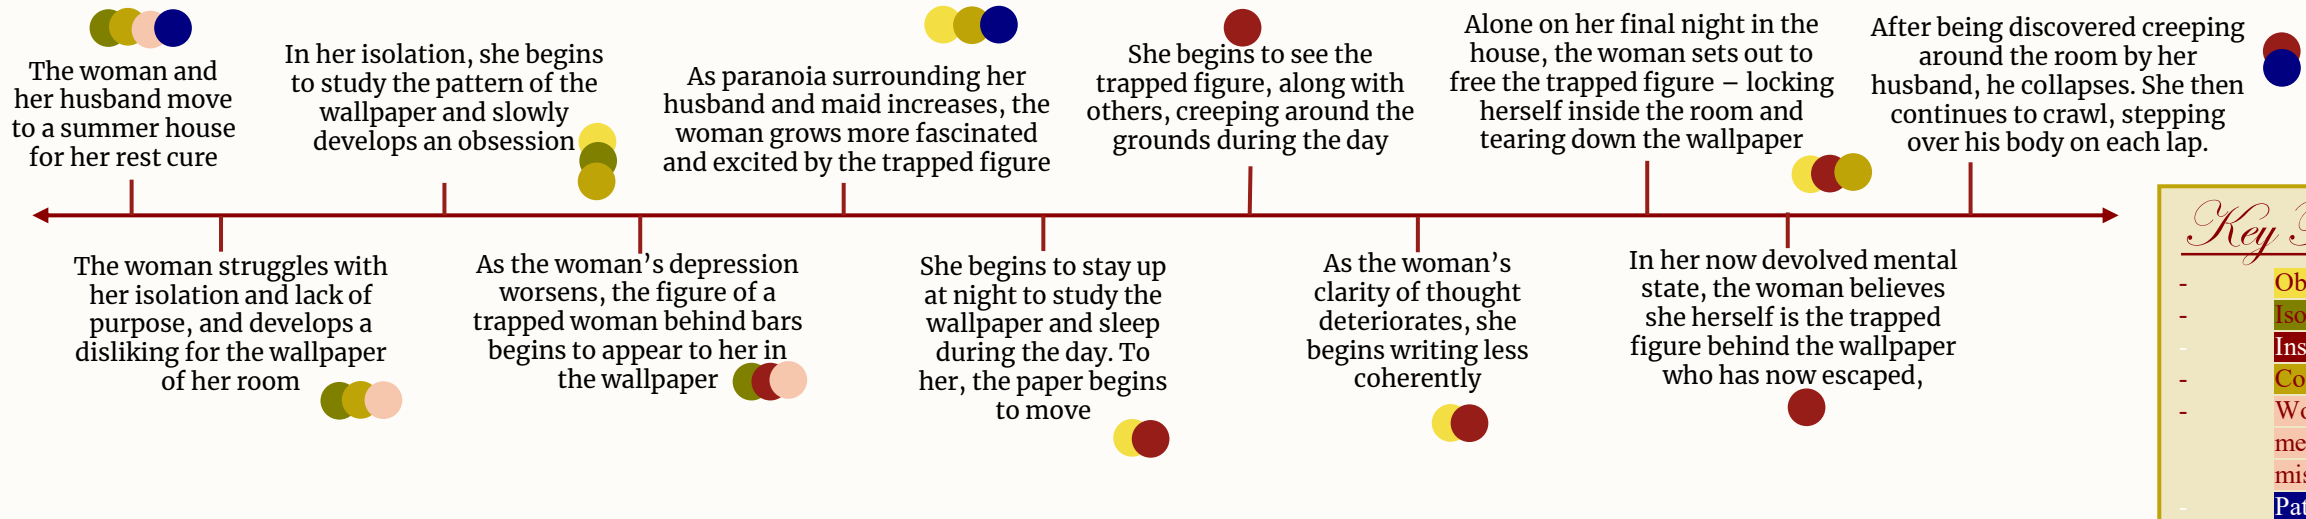 The woman and
her husband move
to a summer house
for her rest cure
The woman struggles with
her isolation and lack of
purpose, and develops a
disliking for the wallpaper
of her room
In her isolation, she begins
to study the pattern of the
wallpaper and slowly
develops an obsession
As the woman's depression
worsens, the figure of a
trapped woman behind bars
begins to appear to her in
the wallpaper
As paranoia surrounding her
husband and maid increases, the
woman grows more fascinated
and excited by the trapped figure
She begins to stay up
at night to study the
wallpaper and sleep
during the day. To
her, the paper begins
to move
She begins to see the
trapped figure, along with
others, creeping around the
grounds during the day
As the woman's
clarity of thought
deteriorates, she
begins writing less
coherently
Alone on her final night in the
house, the woman sets out to
free the trapped figure – locking
herself inside the room and
tearing down the wallpaper
In her now devolved mental
state, the woman believes
she herself is the trapped
figure behind the wallpaper
who has now escaped,
After being discovered creeping
around the room by her
husband, he collapses. She then
continues to crawl, stepping
over his body on each lap.
Key